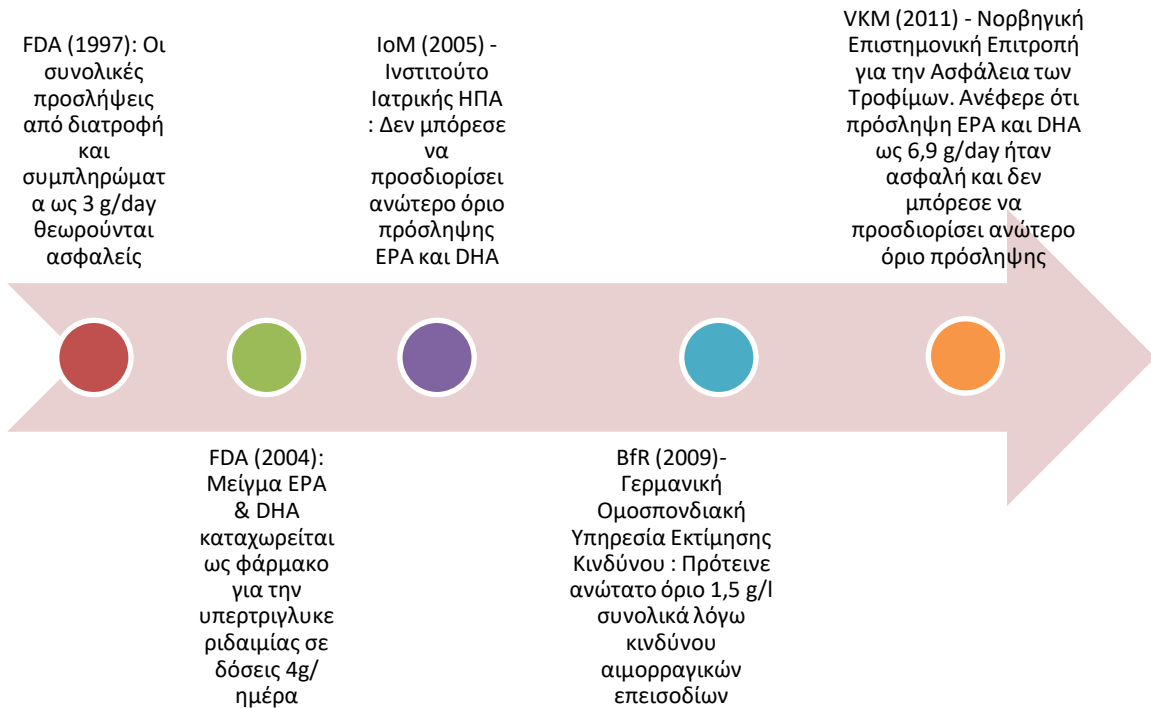 FDA (1997): Οι
συνολικές
προσλήψεις
από διατροφή
και
συμπληρώματ
α ως 3 g/day
θεωρούνται
ασφαλείς
FDA (2004):
Μείγμα EPA
& DHA
καταχωρείται
ως φάρμακο
για την
υπερτριγλυκε
ριδαιμίας σε
δόσεις 4g/
ημέρα
IoM (2005) -
Ινστιτούτο
Ιατρικής ΗΠΑ
: Δεν μπόρεσε
να
προσδιορίσει
ανώτερο όριο
πρόσληψης
EPA και DHA
BfR (2009)-
Γερμανική
Ομοσπονδιακή
Υπηρεσία Εκτίμησης
Κινδύνου : Πρότεινε
ανώτατο όριο 1,5 g/l
συνολικά λόγω
κινδύνου
αιμορραγικών
επεισοδίων
VKM (2011) - Νορβηγική
Επιστημονική Επιτροπή
για την Ασφάλεια των
Τροφίμων. Ανέφερε ότι
πρόσληψη EPA και DHA
ως 6,9 g/day ήταν
ασφαλή και δεν
μπόρεσε να
προσδιορίσει ανώτερο
όριο πρόσληψης